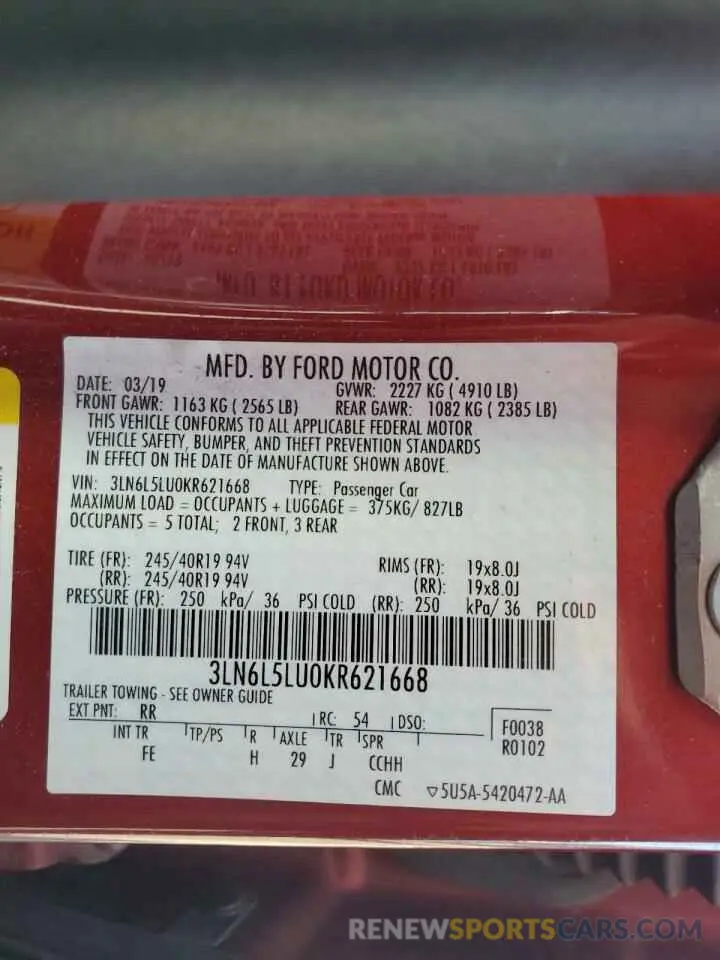 MFD. BY FORD MOTOR CO.
DATE: 03/19 GVWR: 2227 KG ( 4910 LB)
FRONT GAWR: 1163 KG ( 2565 LB) REAR GAWR: 1082 KG ( 2385 LB)
THIS VEHICLE CONFORMS TO ALL APPLICABLE FEDERAL MOTOR
VEHICLE SAFETY, BUMPER, AND THEFT PREVENTION STANDARDS
IN EFFECT ON THE DATE OF MANUFACTURE SHOWN ABOVE.
VIN: 3LN6L5LU0KR621668 TYPE: Passenger Car
MAXIMUM LOAD = OCCUPANTS + LUGGAGE = 375KG/ 827LB
OCCUPANTS = 5 TOTAL; 2 FRONT, 3 REAR
TIRE (FR): 245/40R19 94V RIMS (FR): 19x8.0J
(RR): 245/40R19 94V (RR): 19x8.0J
PRESSURE (FR): 250 kPa/ 36 PSI COLD (RR): 250 kPa/ 36 PSI COLD
3LN6L5LU0KR621668
TRAILER TOWING - SEE OWNER GUIDE
EXT PNT: RR RC: 54 DSO: F0038
INT TR TP/PS R AXLE TR SPR R0102
FE H 29 J CCHH
CMC ▽5U5A-5420472-AA
RENEWSPORTSCARS.COM